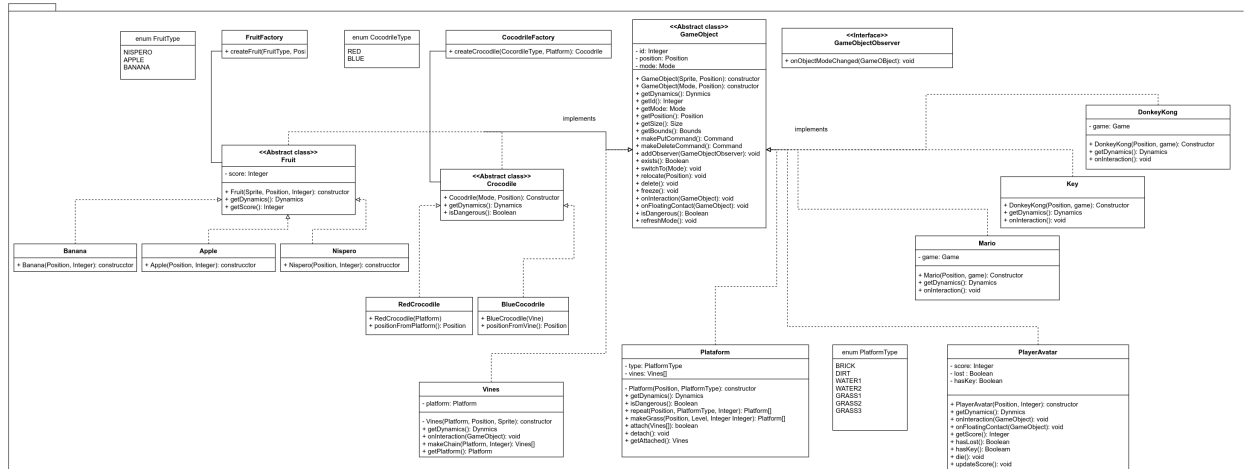 enum FruitType
NISPERO
APPLE
BANANA
FruitFactory
+ createFruit(FruitType, Posi
enum CocodrileType
RED
BLUE
CocodrileFactory
+ createCrocodile(CocordileType, Platform): Cocodrile
<<Abstract class>>
GameObject
- id: Integer
- position: Position
- mode: Mode
+ GameObject(Sprite, Position): constructor
+ GameObject(Mode, Position): constructor
+ getDynamics(): Dynmics
+ getId(): Integer
+ getMode: Mode
+ getPosition(): Position
+ getSize(): Size
+ getBounds(): Bounds
+ makePutCommand(): Command
+ makeDeleteCommand(): Command
+ addObserver(GameObjectObserver): void
+ exists(): Boolean
+ switchTo(Mode): void
+ relocate(Position): void
+ delete(): void
+ freeze(): void
+ onInteraction(GameObject): void
+ onFloatingContact(GameObject): void
+ isDangerous(): Boolean
+ refreshMode(): void
<<Interface>>
GameObjectObserver
+ onObjectModeChanged(GameOBject): void
implements
implements
DonkeyKong
- game: Game
+ DonkeyKong(Position, game): Constructor
+ getDynamics(): Dynamics
+ onInteraction(): void
<<Abstract class>>
Fruit
- score: Integer
+ Fruit(Sprite, Position, Integer): constructor
+ getDynamics(): Dynamics
+ getScore(): Integer
<<Abstract class>>
Crocodile
+ Cocodrile(Mode, Position): Constructor
+ getDynamics(): Dynamics
+ isDangerous(): Boolean
Key
+ DonkeyKong(Position, game): Constructor
+ getDynamics(): Dynamics
+ onInteraction(): void
Banana
+ Banana(Position, Integer): construcctor
Apple
+ Apple(Position, Integer): construcctor
Nispero
+ Nispero(Position, Integer): construcctor
Mario
- game: Game
+ Mario(Position, game): Constructor
+ getDynamics(): Dynamics
+ onInteraction(): void
RedCrocodile
+ RedCrocodile(Platform)
+ positionFromPlatform(): Position
BlueCocodrile
+ BlueCrocodile(Vine)
+ positionFromVine(): Position
Vines
- platform: Platform
- Vines(Platform, Position, Sprite): constructor
+ getDynamics(): Dynmics
+ onInteraction(GameObject): void
+ makeChain(Platform, Integer): Vines[]
+ getPlatform(): Platform
Plataform
- type: PlatformType
- vines: Vines[]
- Platform(Position, PlatformType): constructor
+ getDynamics(): Dynamics
+ isDangerous(): Boolean
+ repeat(Position, PlatformType, Integer): Platform[]
+ makeGrass(Position, Level, Integer Integer): Platform[]
+ attach(Vines[]): boolean
+ detach(): void
+ getAttached(): Vines
enum PlatformType
BRICK
DIRT
WATER1
WATER2
GRASS1
GRASS2
GRASS3
PlayerAvatar
- score: Integer
- lost : Boolean
- hasKey: Boolean
+ PlayerAvatar(Position, Integer): constructor
+ getDynamics(): Dynmics
+ onInteraction(GameObject): void
+ onFloatingContact(GameObject): void
+ getScore(): Integer
+ hasLost(): Boolean
+ hasKey(): Booleam
+ die(): void
+ updateScore(): void